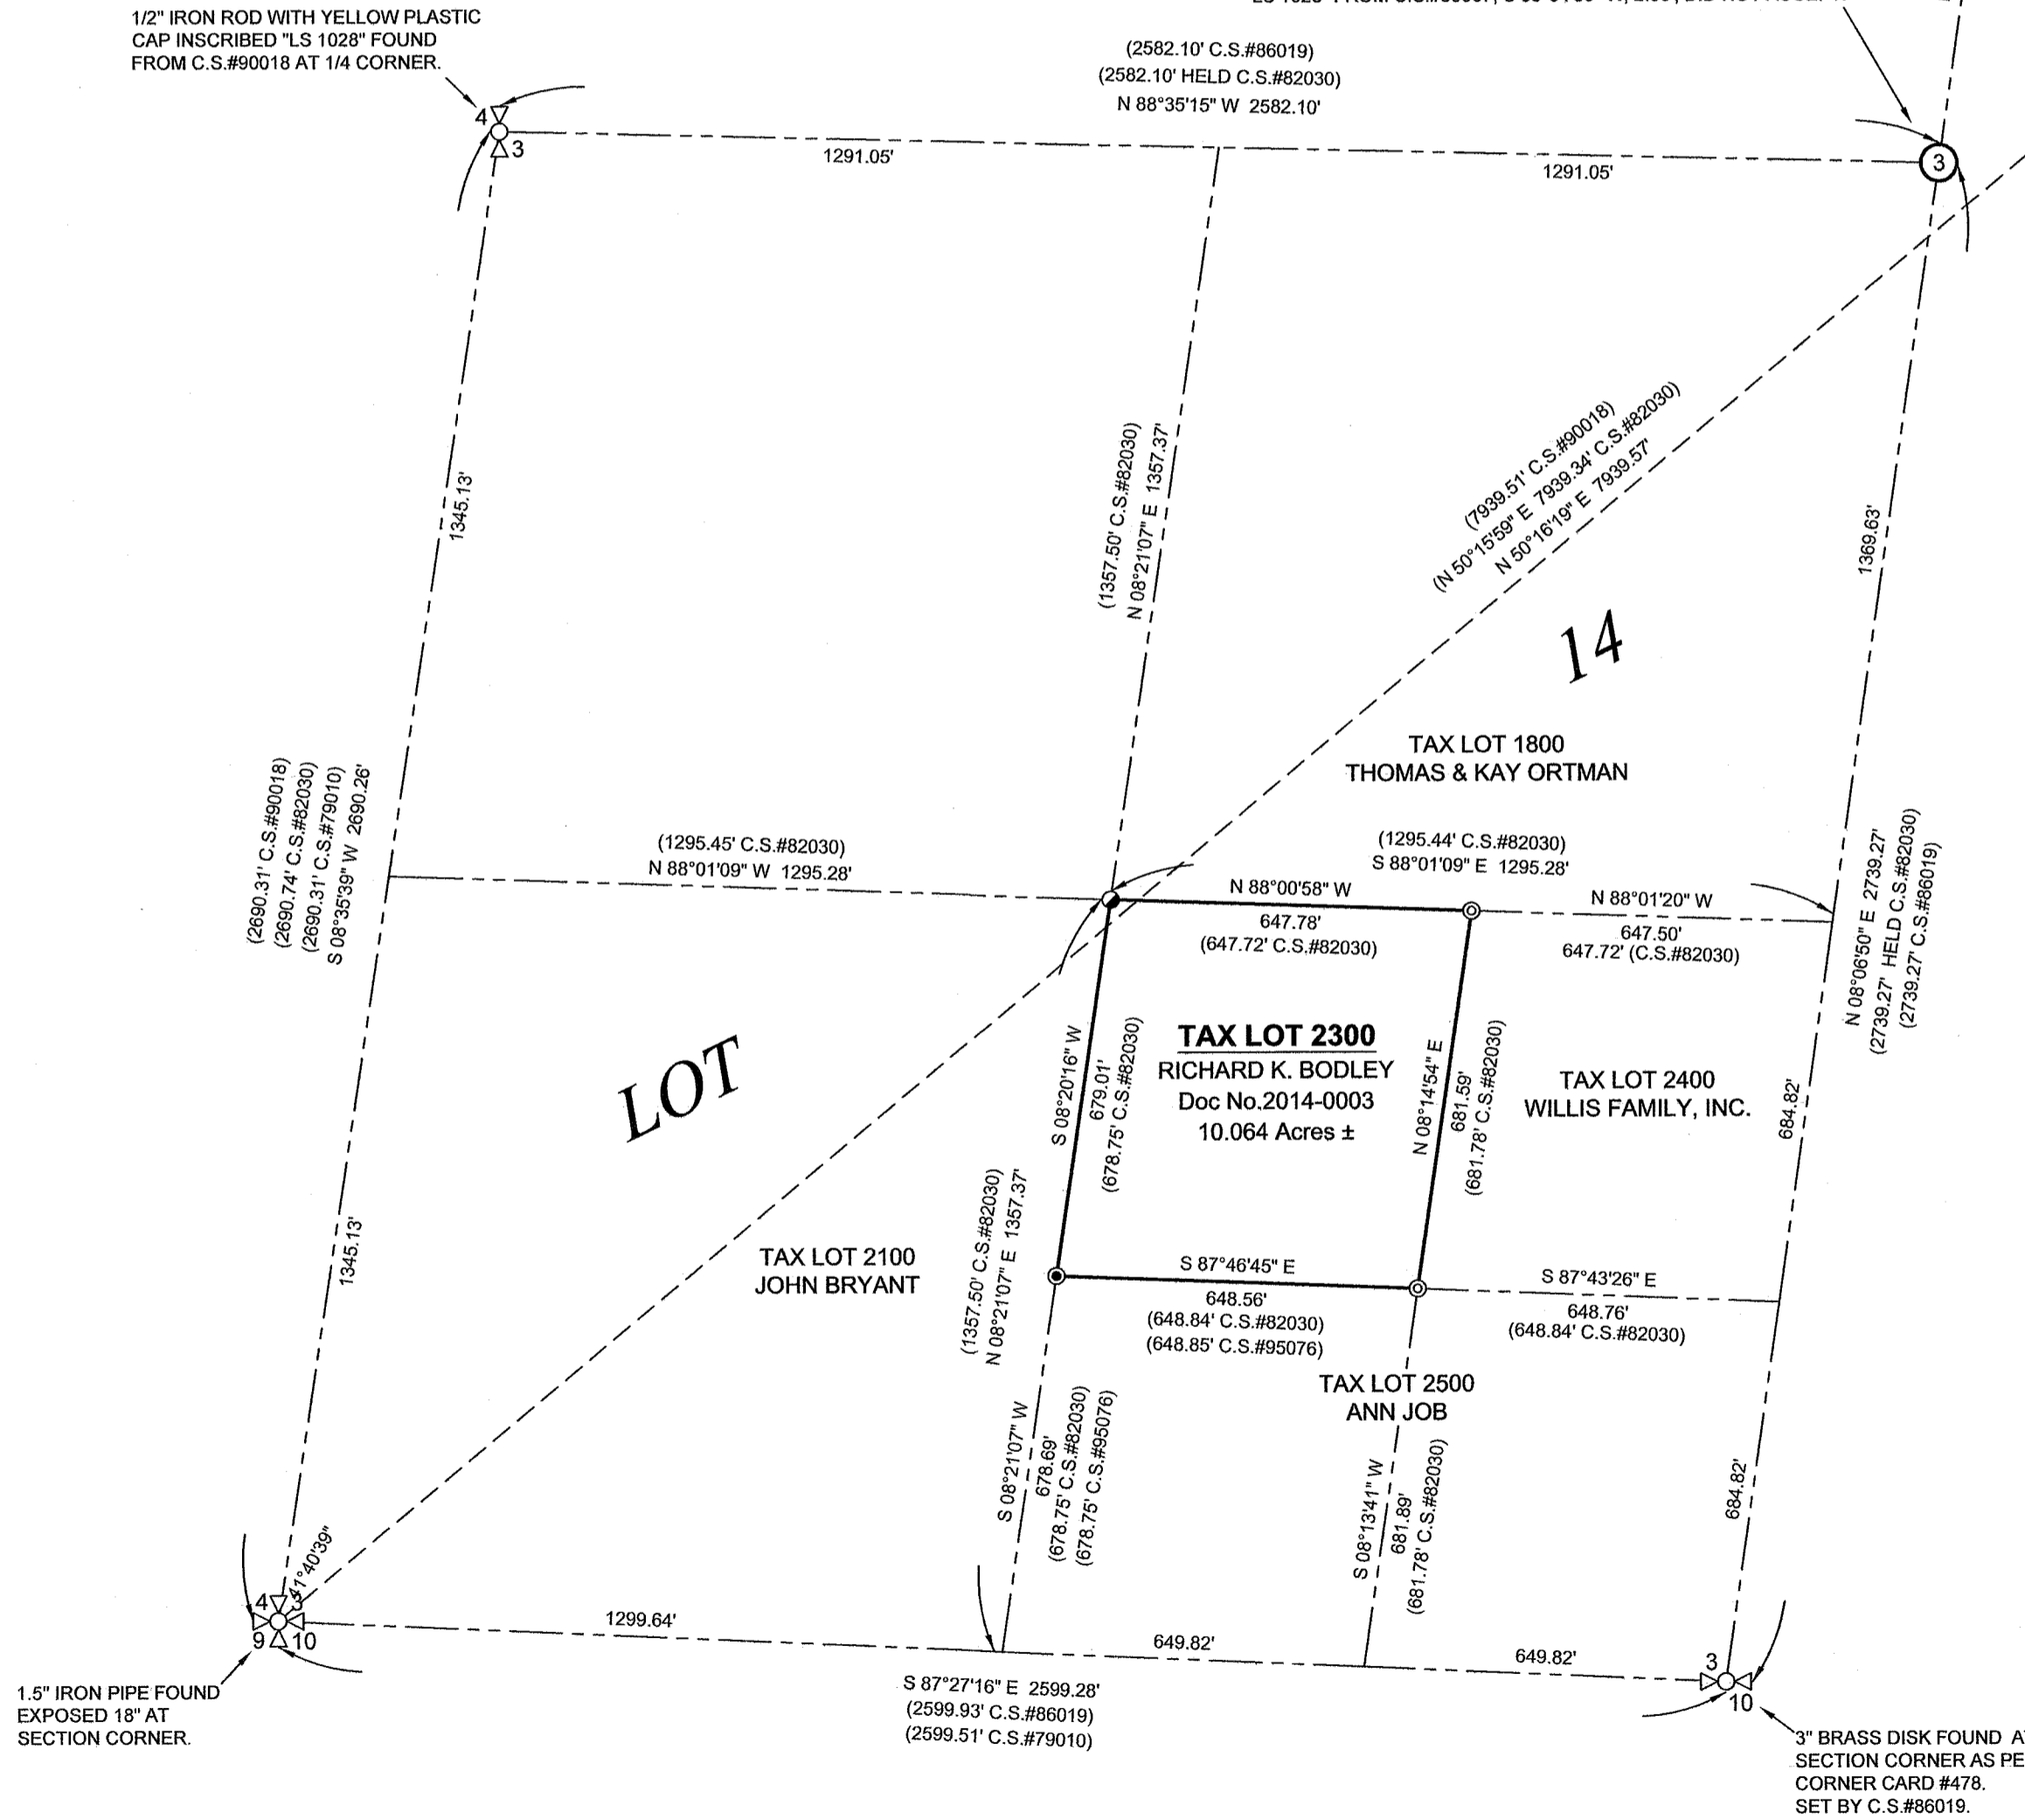 1/2" IRON ROD WITH YELLOW PLASTIC
CAP INSCRIBED "LS 1028" FOUND
FROM C.S.#90018 AT 1/4 CORNER.
(2582.10' C.S.#86019)
(2582.10' HELD C.S.#82030)
N 88°35'15" W 2582.10'
4
3
1291.05'
1291.05'
3
1345.13'
(1357.50' C.S.#82030)
N 08°21'07" E 1357.37'
(7939.51' C.S.#90018)
(N 50°15'59" E 7939.34' C.S.#82030)
N 50°16'19" E 7939.57'
1369.63'
14
TAX LOT 1800
THOMAS & KAY ORTMAN
(2690.31' C.S.#90018)
(2690.74' C.S.#82030)
(2690.31' C.S.#79010)
S 08°35'39" W 2690.26'
(1295.45' C.S.#82030)
N 88°01'09" W 1295.28'
(1295.44' C.S.#82030)
S 88°01'09" E 1295.28'
N 88°00'58" W
647.78'
(647.72' C.S.#82030)
N 88°01'20" W
647.50'
647.72' (C.S.#82030)
N 08°06'50" E 2739.27'
(2739.27' HELD C.S.#82030)
(2739.27' C.S.#86019)
LOT
S 08°20'16" W
679.01'
(678.75' C.S.#82030)
TAX LOT 2300
RICHARD K. BODLEY
Doc No.2014-0003
10.064 Acres ±
N 08°14'54" E
681.59'
(681.78' C.S.#82030)
TAX LOT 2400
WILLIS FAMILY, INC.
684.82'
1345.13'
TAX LOT 2100
JOHN BRYANT
(1357.50' C.S.#82030)
N 08°21'07" E 1357.37'
S 87°46'45" E
648.56'
(648.84' C.S.#82030)
(648.85' C.S.#95076)
S 87°43'26" E
648.76'
(648.84' C.S.#82030)
TAX LOT 2500
ANN JOB
S 08°21'07" W
678.69'
(678.75' C.S.#82030)
(678.75' C.S.#95076)
S 08°13'41" W
681.89'
(681.78' C.S.#82030)
684.82'
41°40'39"
4
3
9
10
1299.64'
649.82'
649.82'
3
10
S 87°27'16" E 2599.28'
(2599.93' C.S.#86019)
(2599.51' C.S.#79010)
1.5" IRON PIPE FOUND
EXPOSED 18" AT
SECTION CORNER.
3" BRASS DISK FOUND
SECTION CORNER AS
CORNER CARD #478.
SET BY C.S.#86019.